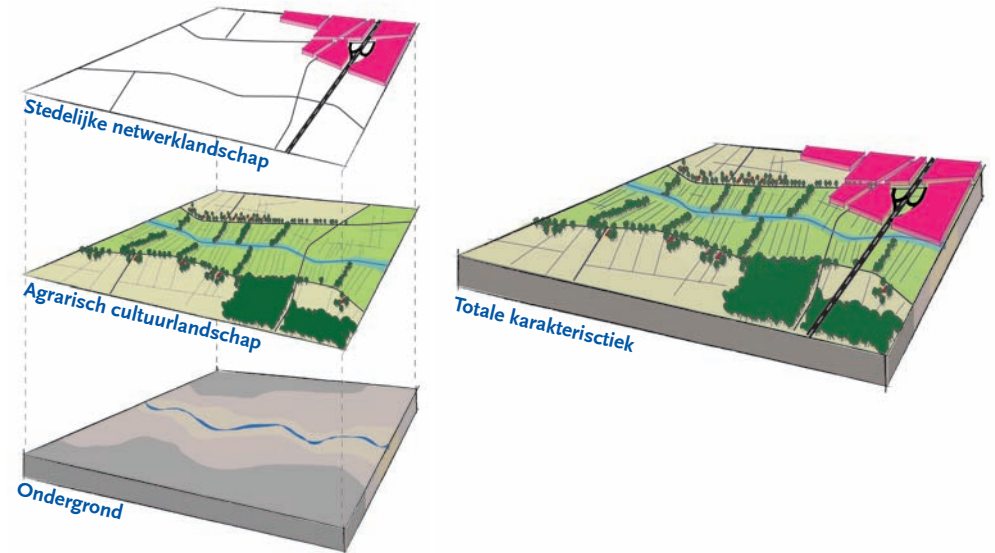 Stedelijke netwerklandschap
Agrarisch cultuurlandschap
Ondergrond
Totale karakterisctiek